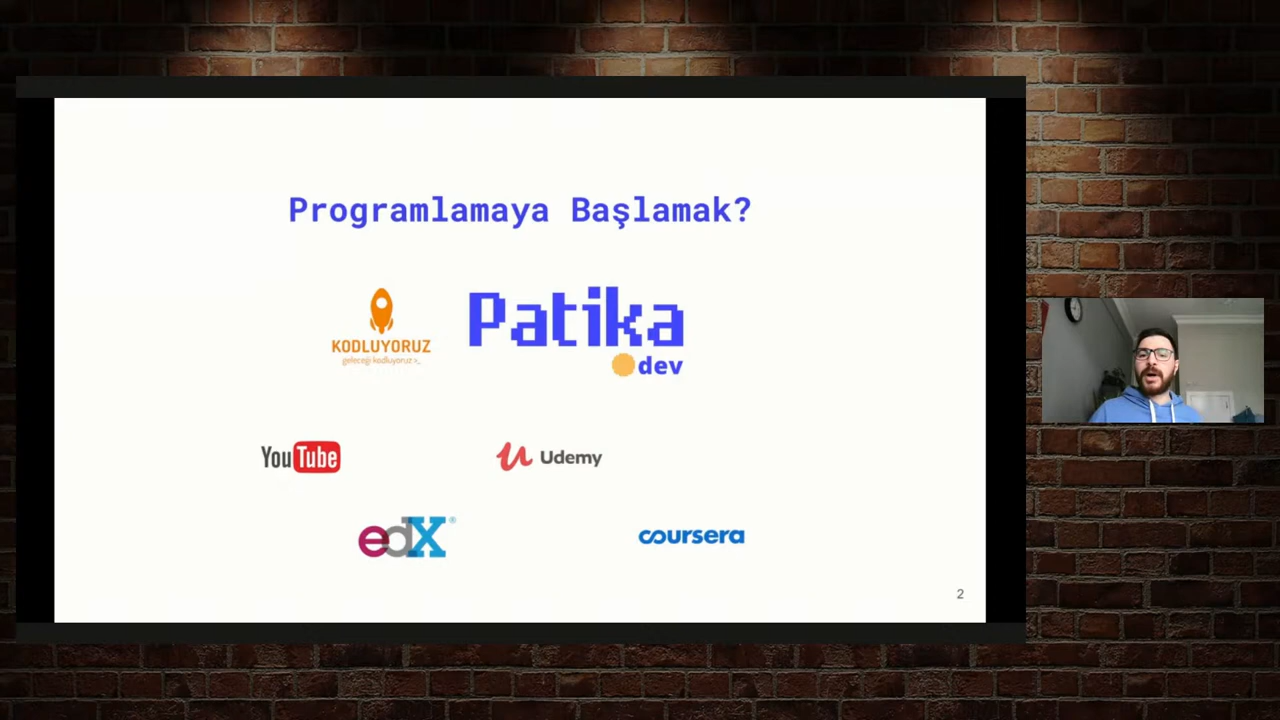 Programlamaya Başlamak?
KODLUYORUZ
geleceği kodluyoruz >_
Patika
dev
YouTube
Udemy
edX®
coursera
2